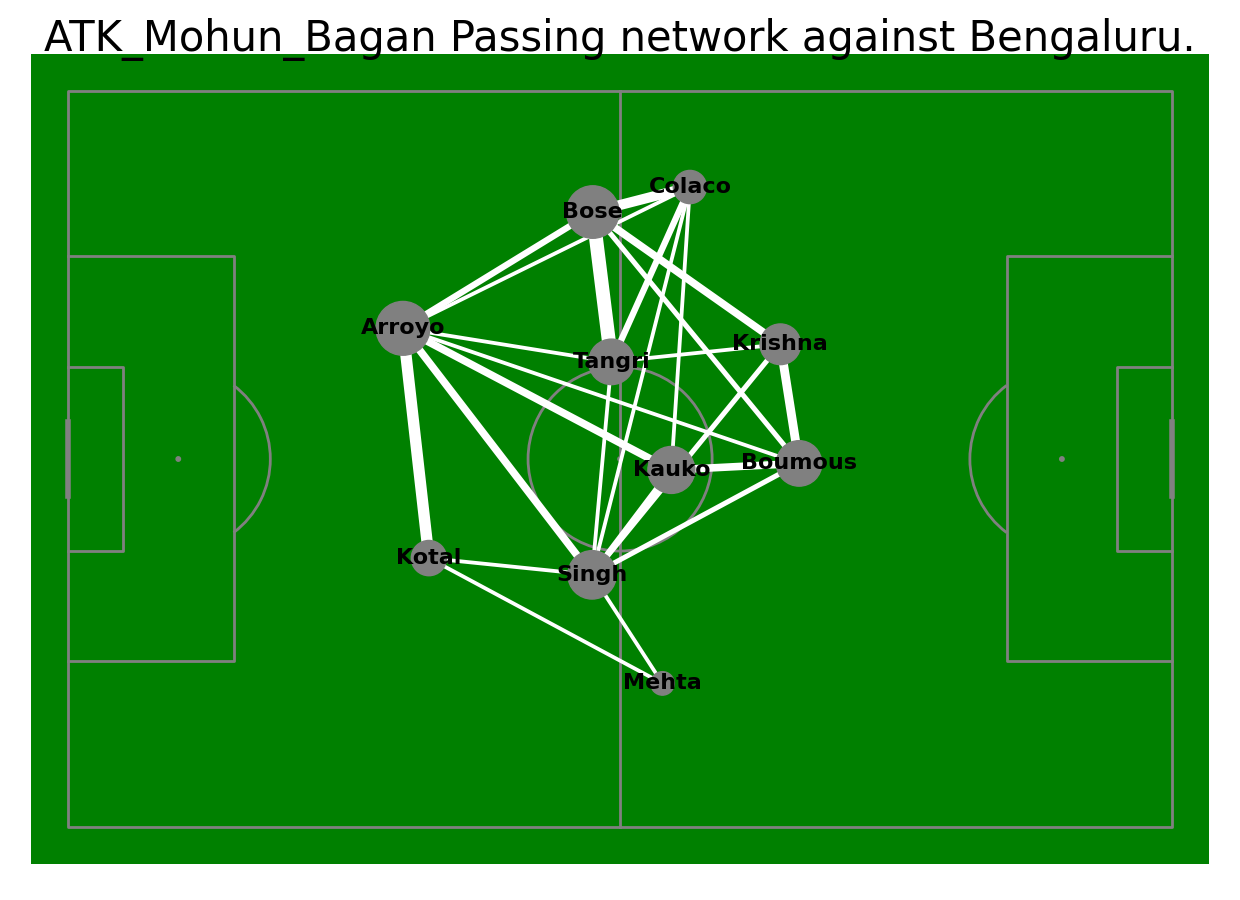 ATK_Mohun_Bagan Passing network against Bengaluru.
Colaco
Bose
Arroyo
Krishna
Tangri
Boumous
Kauko
Kotal
Singh
Mehta